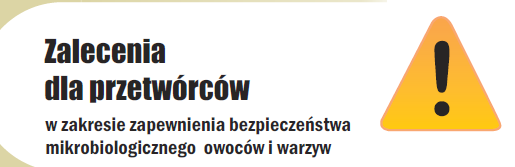 Zalecenia
dla przetwórców
w zakresie zapewnienia bezpieczeństwa
mikrobiologicznego owoców i warzyw
!